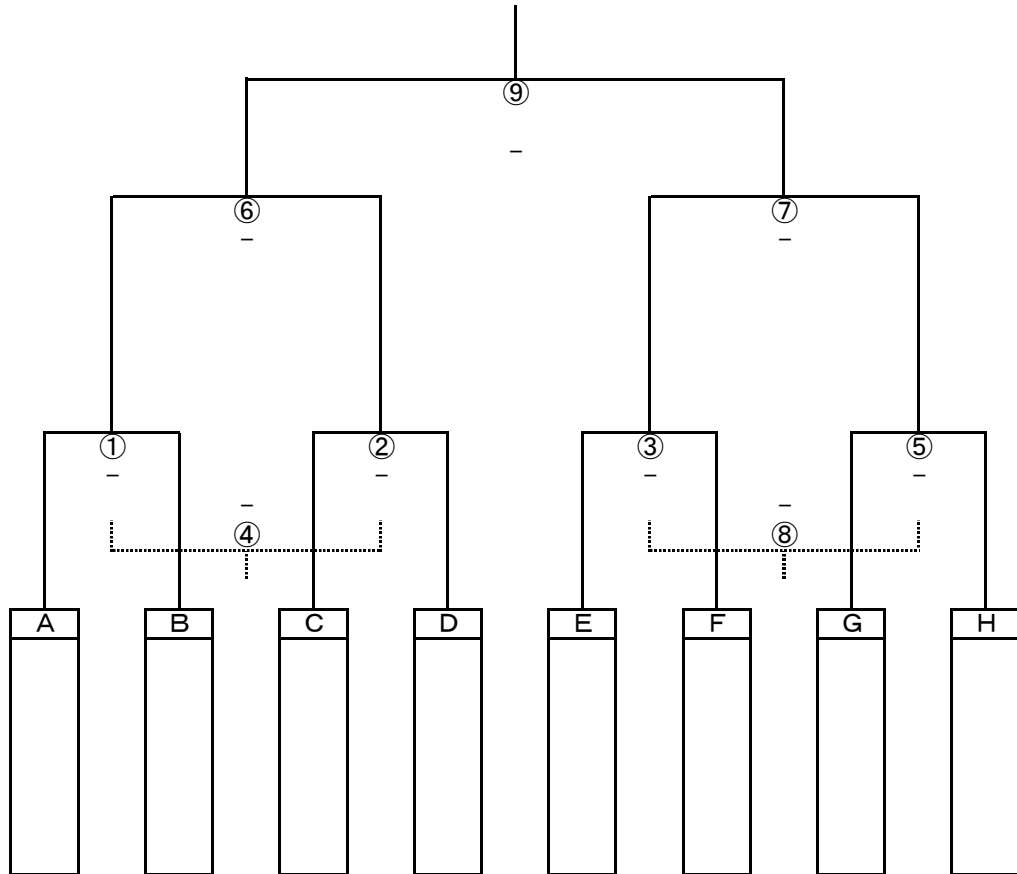 ⑨
－
⑥ ⑦
－ －
① ② ③ ⑤
－ － － －
－ －
④ ⑧
A B C D E F G H